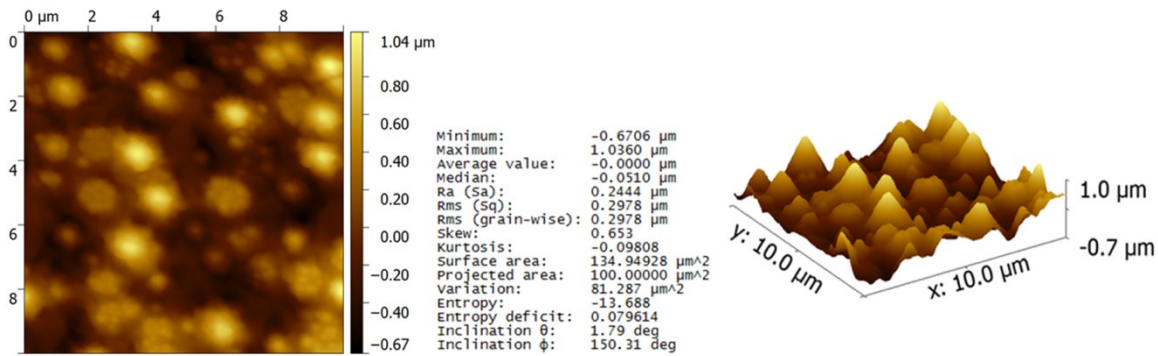 0 µm 2 4 6 8
0
2
4
6
8
1.04 µm
0.80
0.60
0.40
0.20
0.00
−0.20
−0.40
−0.67
Minimum: -0.6706 µm
Maximum: 1.0360 µm
Average value: -0.0000 µm
Median: -0.0510 µm
Ra (Sa): 0.2444 µm
Rms (Sq): 0.2978 µm
Rms (grain-wise): 0.2978 µm
Skew: 0.653
Kurtosis: -0.09808
Surface area: 134.94928 µm^2
Projected area: 100.00000 µm^2
Variation: 81.287 µm^2
Entropy: -13.688
Entropy deficit: 0.079614
Inclination θ: 1.79 deg
Inclination ϕ: 150.31 deg
1.0 µm
-0.7 µm
y: 10.0 µm
x: 10.0 µm